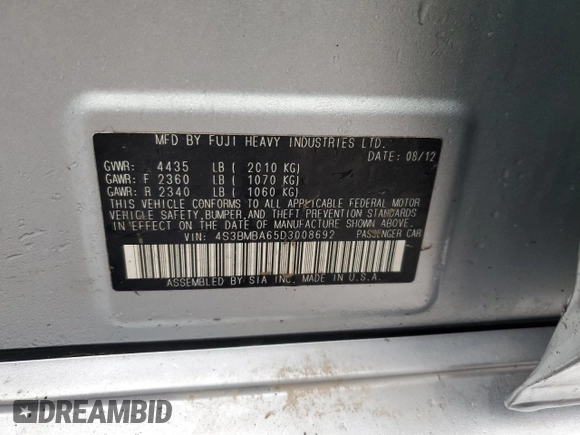 MFD BY FUJI HEAVY INDUSTRIES LTD.
DATE: 08/12
GVWR: 4435 LB ( 2010 KG)
GAWR: F 2360 LB ( 1070 KG)
GAWR: R 2340 LB ( 1060 KG)
THIS VEHICLE CONFORMS TO ALL APPLICABLE FEDERAL MOTOR
VEHICLE SAFETY, BUMPER, AND THEFT PREVENTION STANDARDS
IN EFFECT ON THE DATE OF MANUFACTURE SHOWN ABOVE.
VIN: 4S3BMBA65D3008692 PASSENGER CAR
ASSEMBLED BY SIA INC. MADE IN U.S.A.
DREAMBID